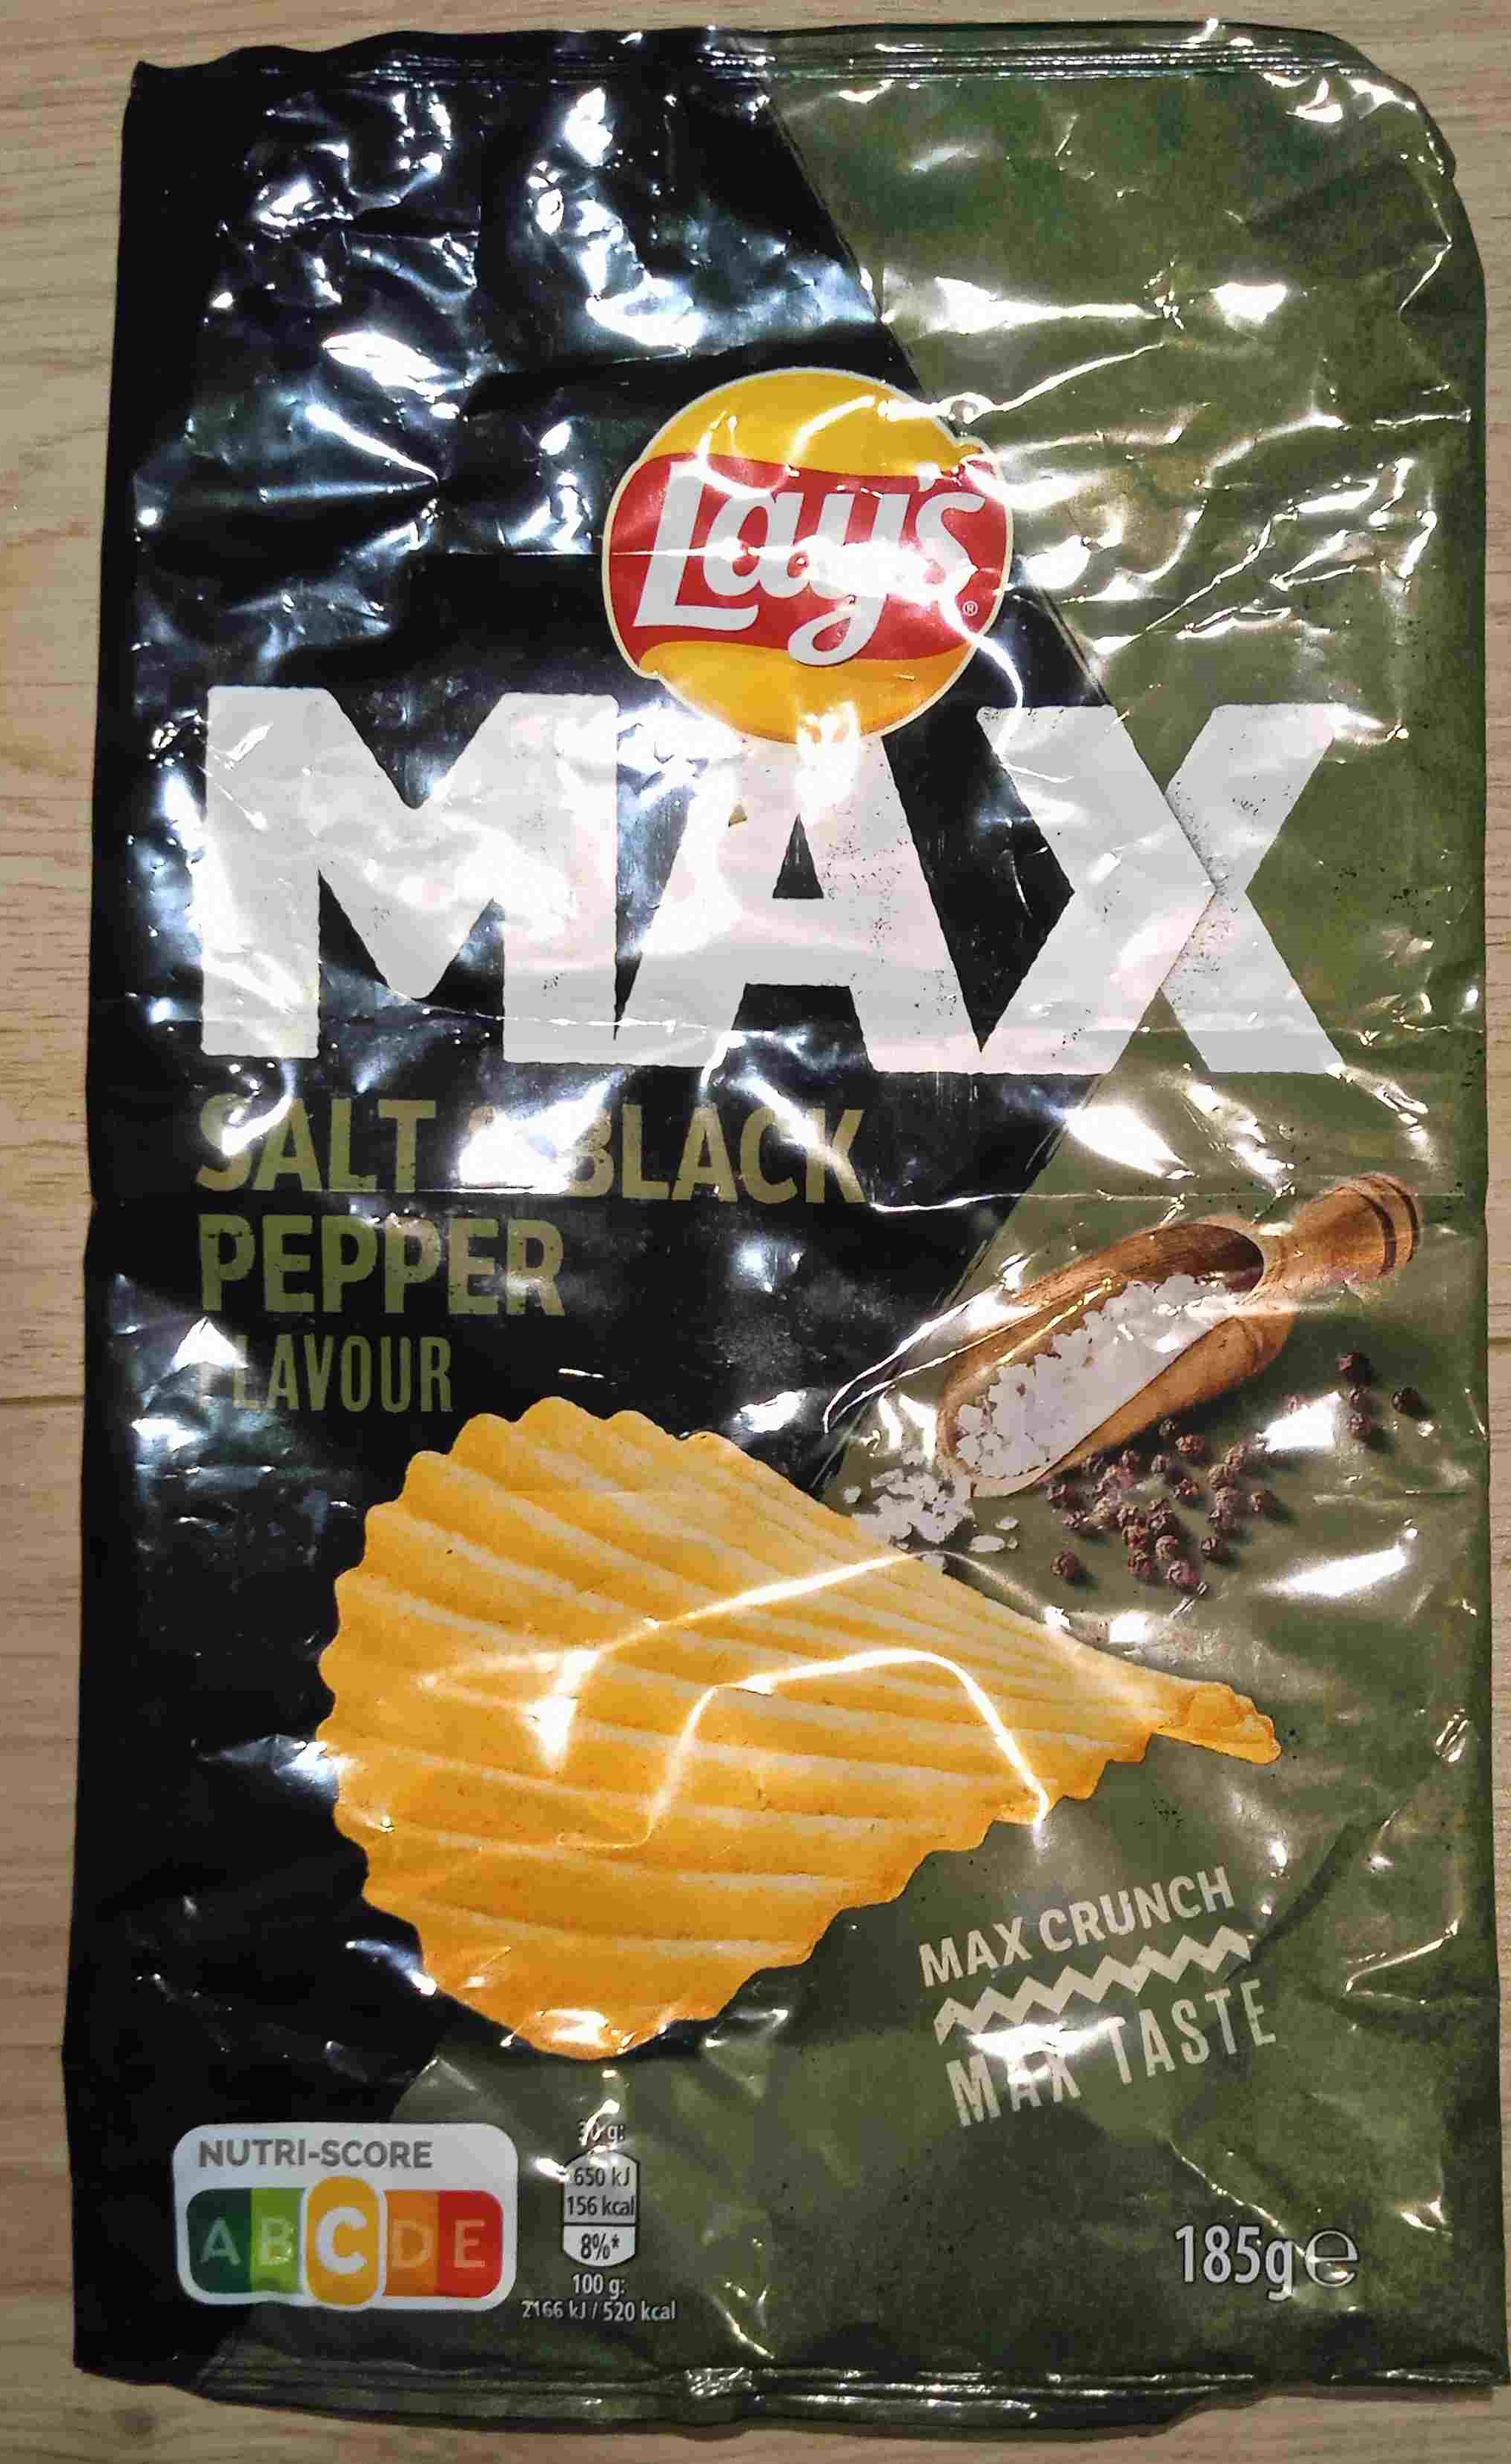 Lay's
MAX
SALT & BLACK
PEPPER
FLAVOUR
MAX CRUNCH
MAX TASTE
NUTRI-SCORE
A B C D E
30 g:
650 kJ
156 kcal
8%*
100 g:
2166 kJ / 520 kcal
185g e